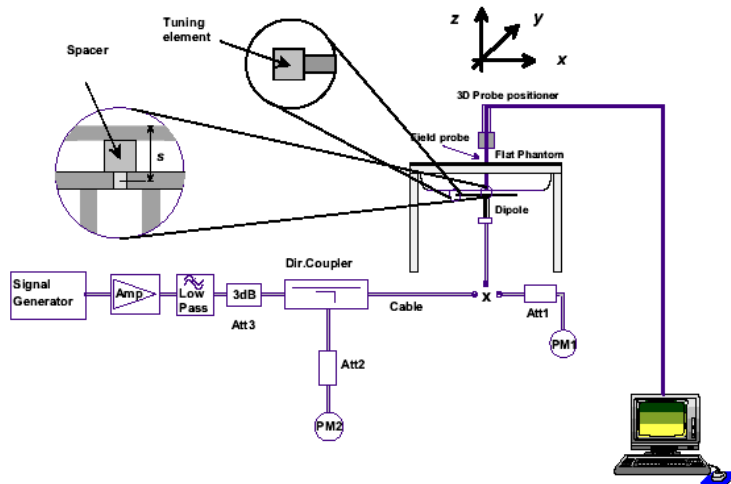 Tuning
element
Spacer
s
z
y
x
3D Probe positioner
Field probe
Flat Phantom
Dipole
Signal
Generator
Amp
Low
Pass
3dB
Att3
Dir.Coupler
Cable
x
Att1
PM1
Att2
PM2